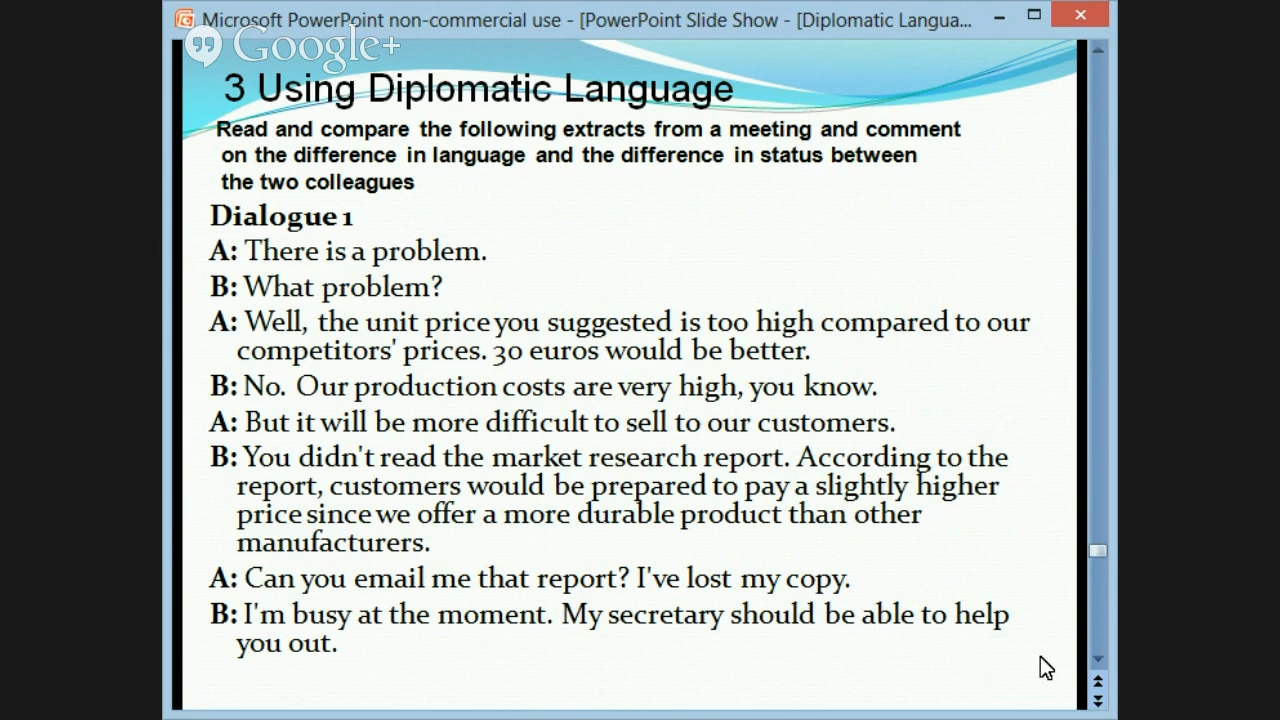 Microsoft PowerPoint non-commercial use - [PowerPoint Slide Show - [Diplomatic Langua...
Google+
3 Using Diplomatic Language
Read and compare the following extracts from a meeting and comment
on the difference in language and the difference in status between
the two colleagues
Dialogue 1
A: There is a problem.
B: What problem?
A: Well, the unit price you suggested is too high compared to our
competitors' prices. 30 euros would be better.
B: No. Our production costs are very high, you know.
A: But it will be more difficult to sell to our customers.
B: You didn't read the market research report. According to the
report, customers would be prepared to pay a slightly higher
price since we offer a more durable product than other
manufacturers.
A: Can you email me that report? I've lost my copy.
B: I'm busy at the moment. My secretary should be able to help
you out.